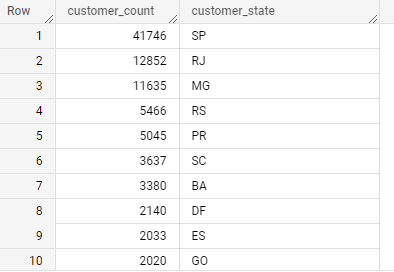 Row customer_count customer_state
1 41746 SP
2 12852 RJ
3 11635 MG
4 5466 RS
5 5045 PR
6 3637 SC
7 3380 BA
8 2140 DF
9 2033 ES
10 2020 GO